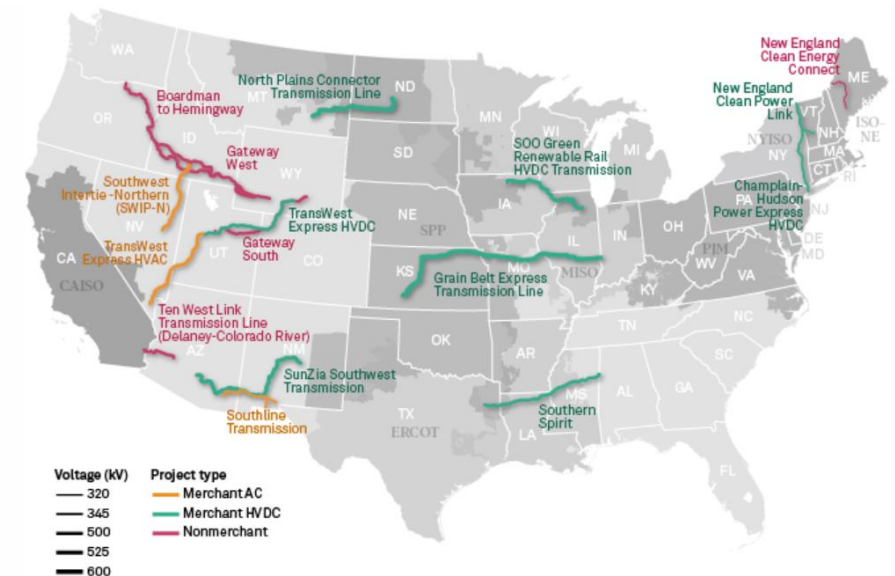 New England
Clean Energy
Connect
WA
ME
North Plains Connector
Transmission Line
ND
MT
New England
Clean Power
Link
Boardman
to Hemingway
OR
ID
MN
VT
NH
ISO-
NE
WI
MI
NYISO
NY
MA
CT
RI
SD
SOO Green
Renewable Rail
HVDC Transmission
Gateway
West
WY
Southwest
Intertie-Northern
(SWIP-N)
IA
Champlain-
Hudson
Power Express
HVDC
PA
NJ
NV
TransWest
Express HVDC
NE
SPP
OH
IN
IL
DE
MD
TransWest
Express HVAC
Gateway
South
UT
CO
CA
CAISO
KS
MO
MISO
PJM
WV
VA
KY
Grain Belt Express
Transmission Line
Ten West Link
Transmission Line
(Delaney-Colorado River)
AZ
NM
OK
TN
NC
AR
SC
SunZia Southwest
Transmission
MS
AL
GA
Southline
Transmission
TX
ERCOT
LA
Southern
Spirit
FL
Voltage (kV)
320
345
500
525
600
Project type
Merchant AC
Merchant HVDC
Nonmerchant